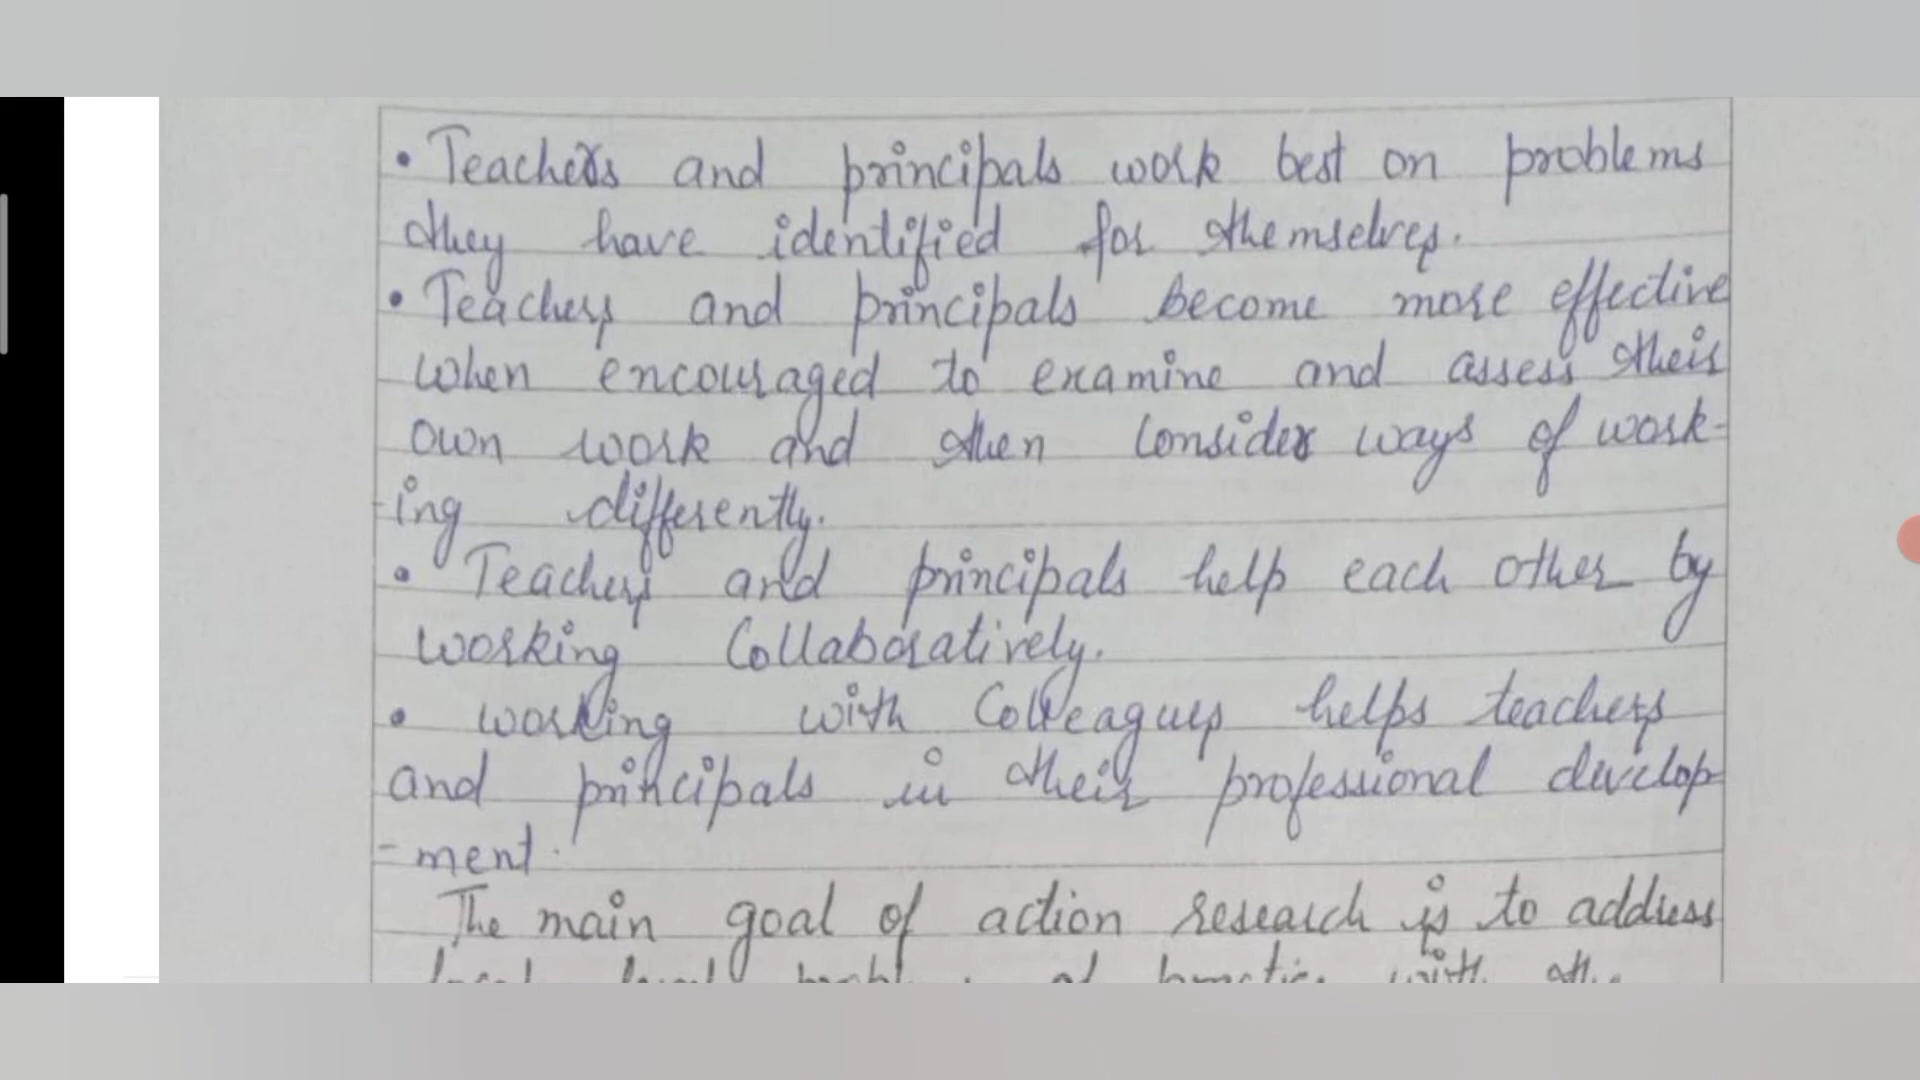 • Teachers and principals work best on problems
they have identified for themselves.
• Teachers and principals become more effective
when encouraged to examine and assess their
own work and then consider ways of work-
-ing differently.
• Teachers and principals help each other by
working Collaboratively.
• working with Colleagues helps teachers
and principals in their professional develop-
-ment.
The main goal of action research is to address